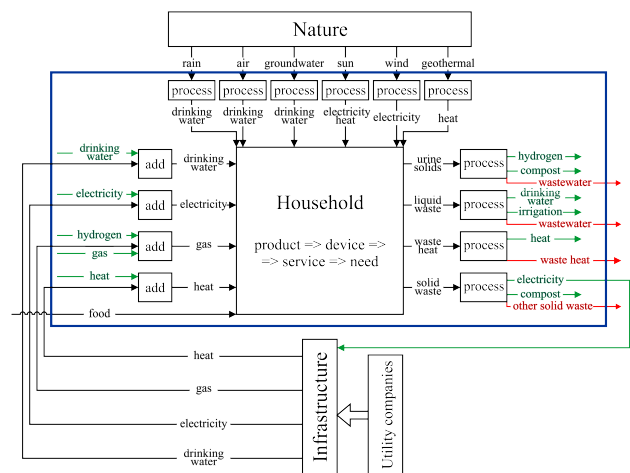 Nature
rain air groundwater sun wind geothermal
process process process process process process
drinking water drinking water drinking water electricity heat electricity heat
drinking water
add
drinking water
electricity
add
electricity
hydrogen
gas
add
gas
heat
add
heat
food
Household
product => device =>
=> service => need
urine solids
process
hydrogen
compost
wastewater
liquid waste
process
drinking water
irrigation
wastewater
waste heat
process
heat
waste heat
solid waste
process
electricity
compost
other solid waste
heat
gas
electricity
drinking water
Infrastructure
Utility companies